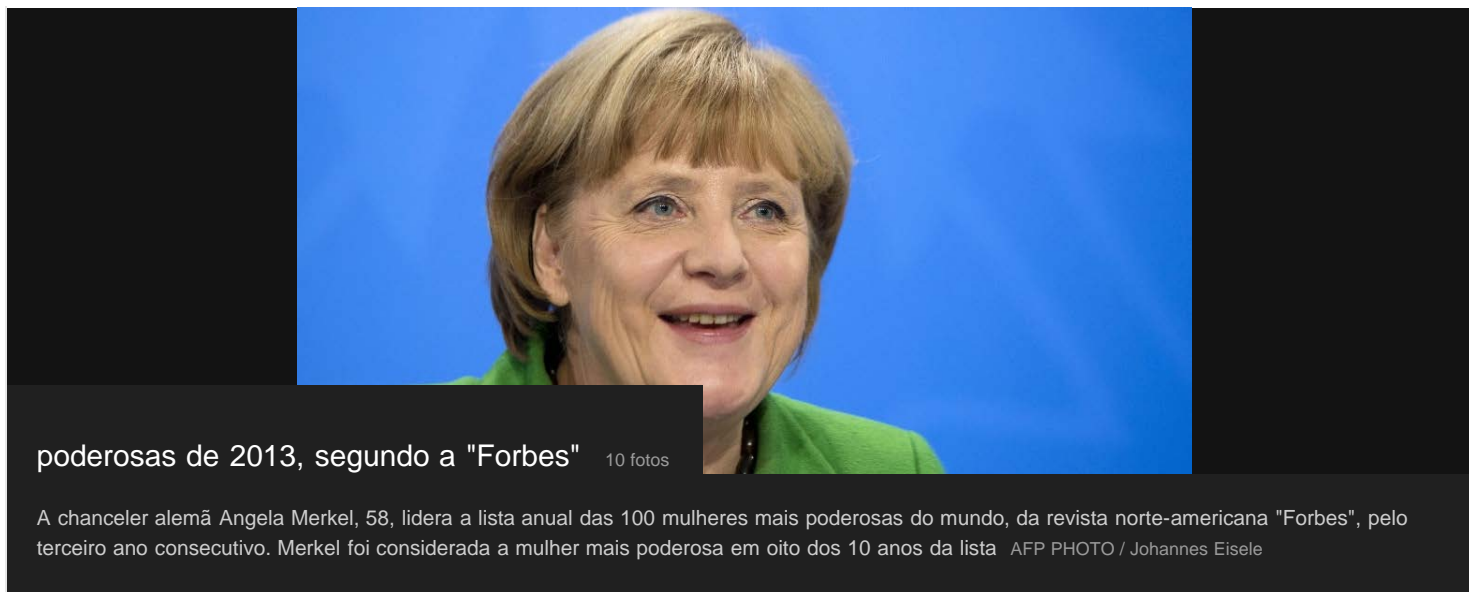 poderosas de 2013, segundo a "Forbes" 10 fotos
A chanceler alemã Angela Merkel, 58, lidera a lista anual das 100 mulheres mais poderosas do mundo, da revista norte-americana "Forbes", pelo
terceiro ano consecutivo. Merkel foi considerada a mulher mais poderosa em oito dos 10 anos da lista AFP PHOTO / Johannes Eisele